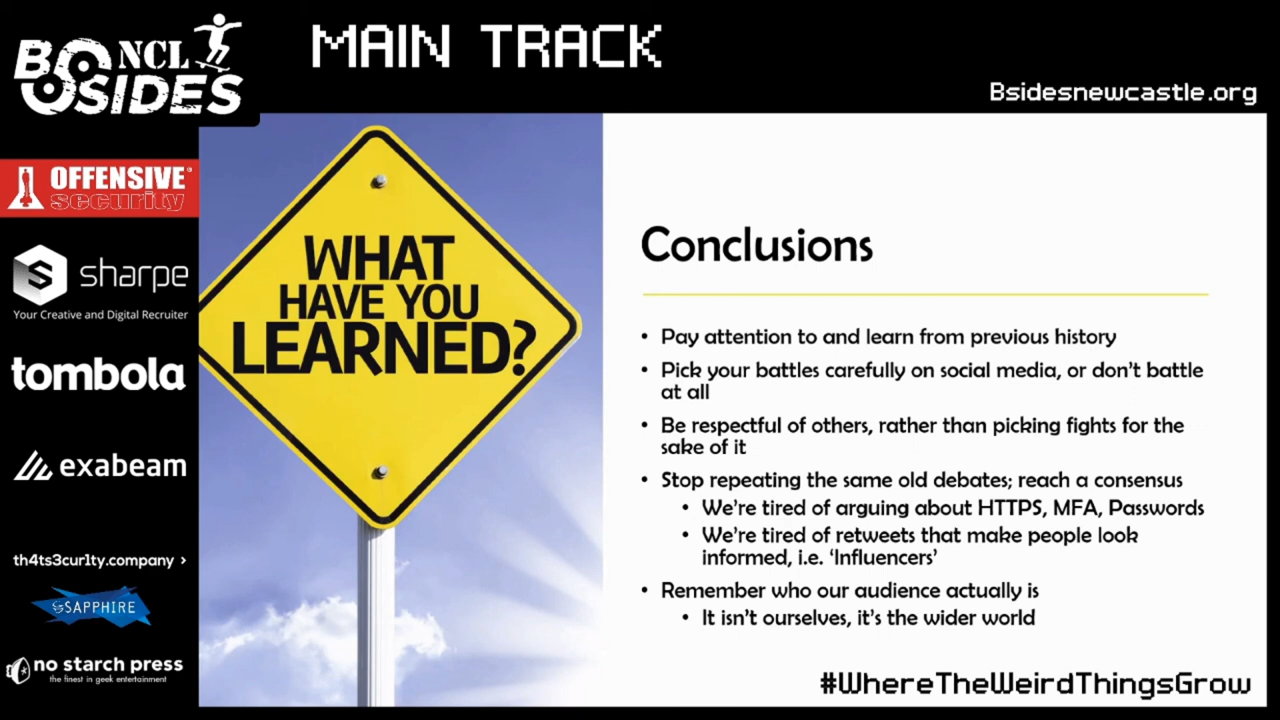 BSIDES NCL
MAIN TRACK
Bsidesnewcastle.org
OFFENSIVE
security
sharpe
Your Creative and Digital Recruiter
tombola
exabeam
th4ts3cur1ty.company >
SAPPHIRE
no starch press
the finest in geek entertainment
WHAT
HAVE YOU
LEARNED?
Conclusions
• Pay attention to and learn from previous history
• Pick your battles carefully on social media, or don't battle
at all
• Be respectful of others, rather than picking fights for the
sake of it
• Stop repeating the same old debates; reach a consensus
• We're tired of arguing about HTTPS, MFA, Passwords
• We're tired of retweets that make people look
informed, i.e. 'Influencers'
• Remember who our audience actually is
• It isn't ourselves, it's the wider world
#WhereTheWeirdThingsGrow